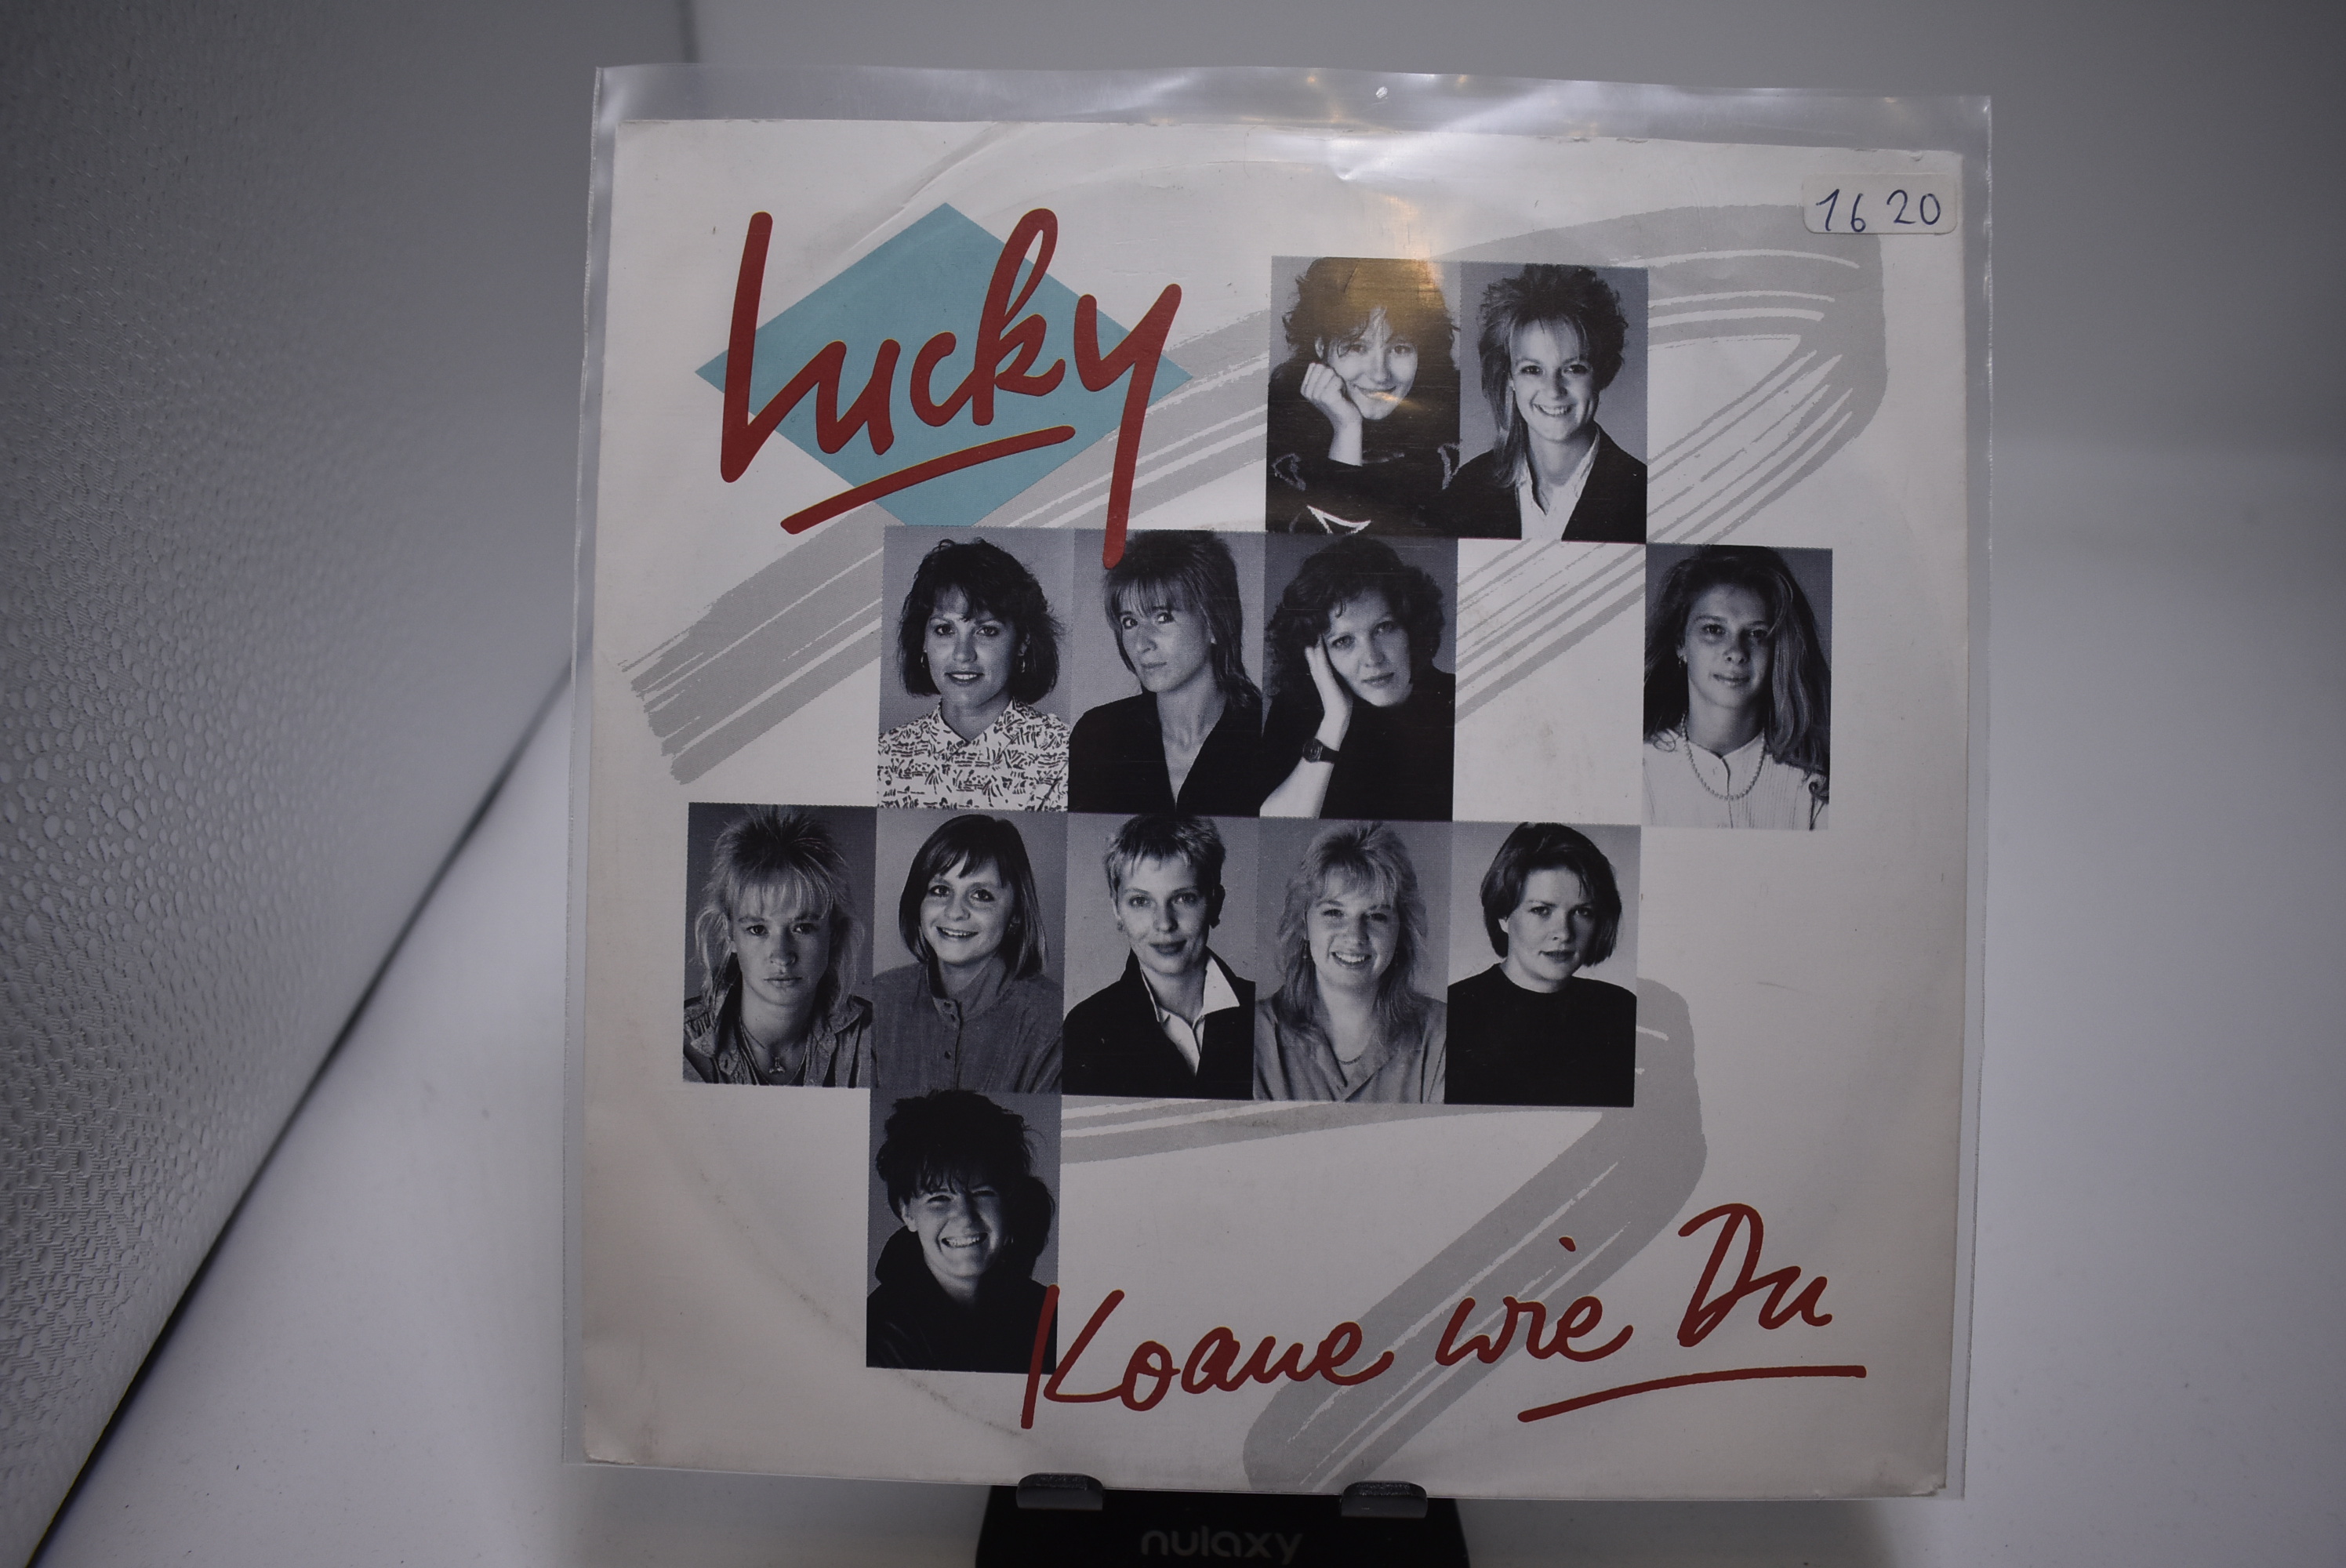 Lucky
16 20
Koane wie Du
nulaxy